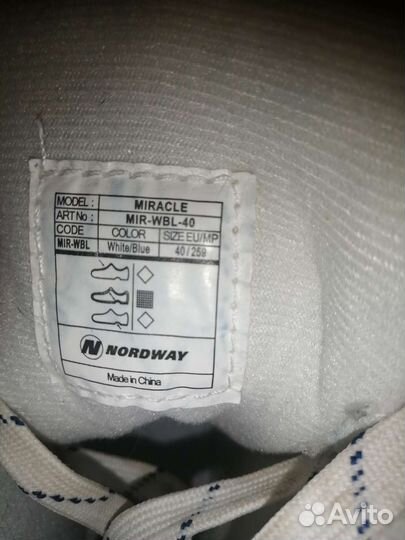 MODEL : MIRACLE
ART No : MIR-WBL-40
CODE COLOR SIZE EU/MP
MIR-WBL White/Blue 40 / 259
N NORDWAY
Made in China
Avito